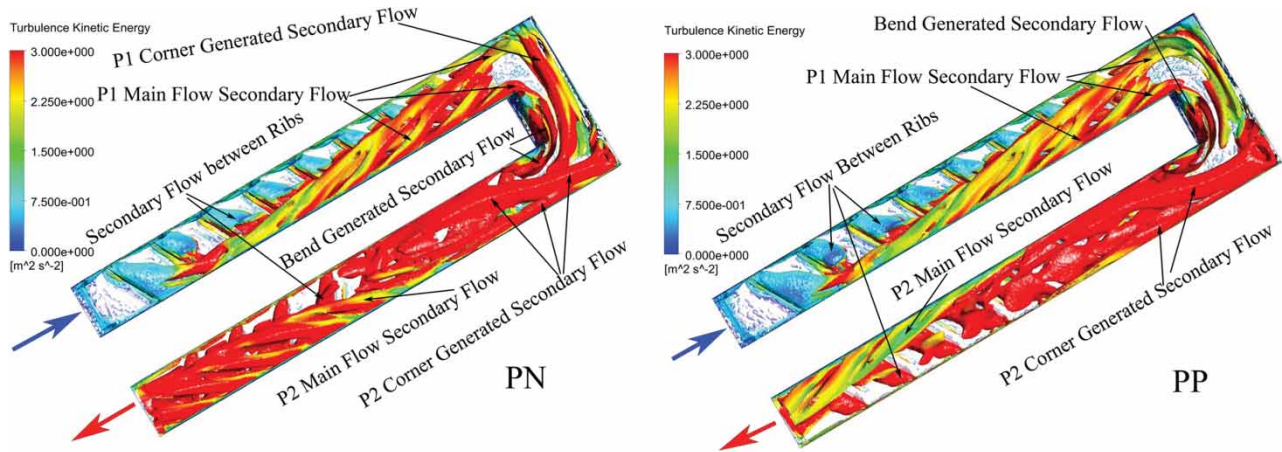 Turbulence Kinetic Energy
3.000e+000
2.250e+000
1.500e+000
7.500e-001
0.000e+000
[m^2 s^-2]
P1 Corner Generated Secondary Flow
P1 Main Flow Secondary Flow
Secondary Flow between Ribs
Bend Generated Secondary Flow
P2 Main Flow Secondary Flow
P2 Corner Generated Secondary Flow
PN
Turbulence Kinetic Energy
3.000e+000
2.250e+000
1.500e+000
7.500e-001
0.000e+000
[m^2 s^-2]
Bend Generated Secondary Flow
P1 Main Flow Secondary Flow
Secondary Flow Between Ribs
P2 Main Flow Secondary Flow
P2 Corner Generated Secondary Flow
PP